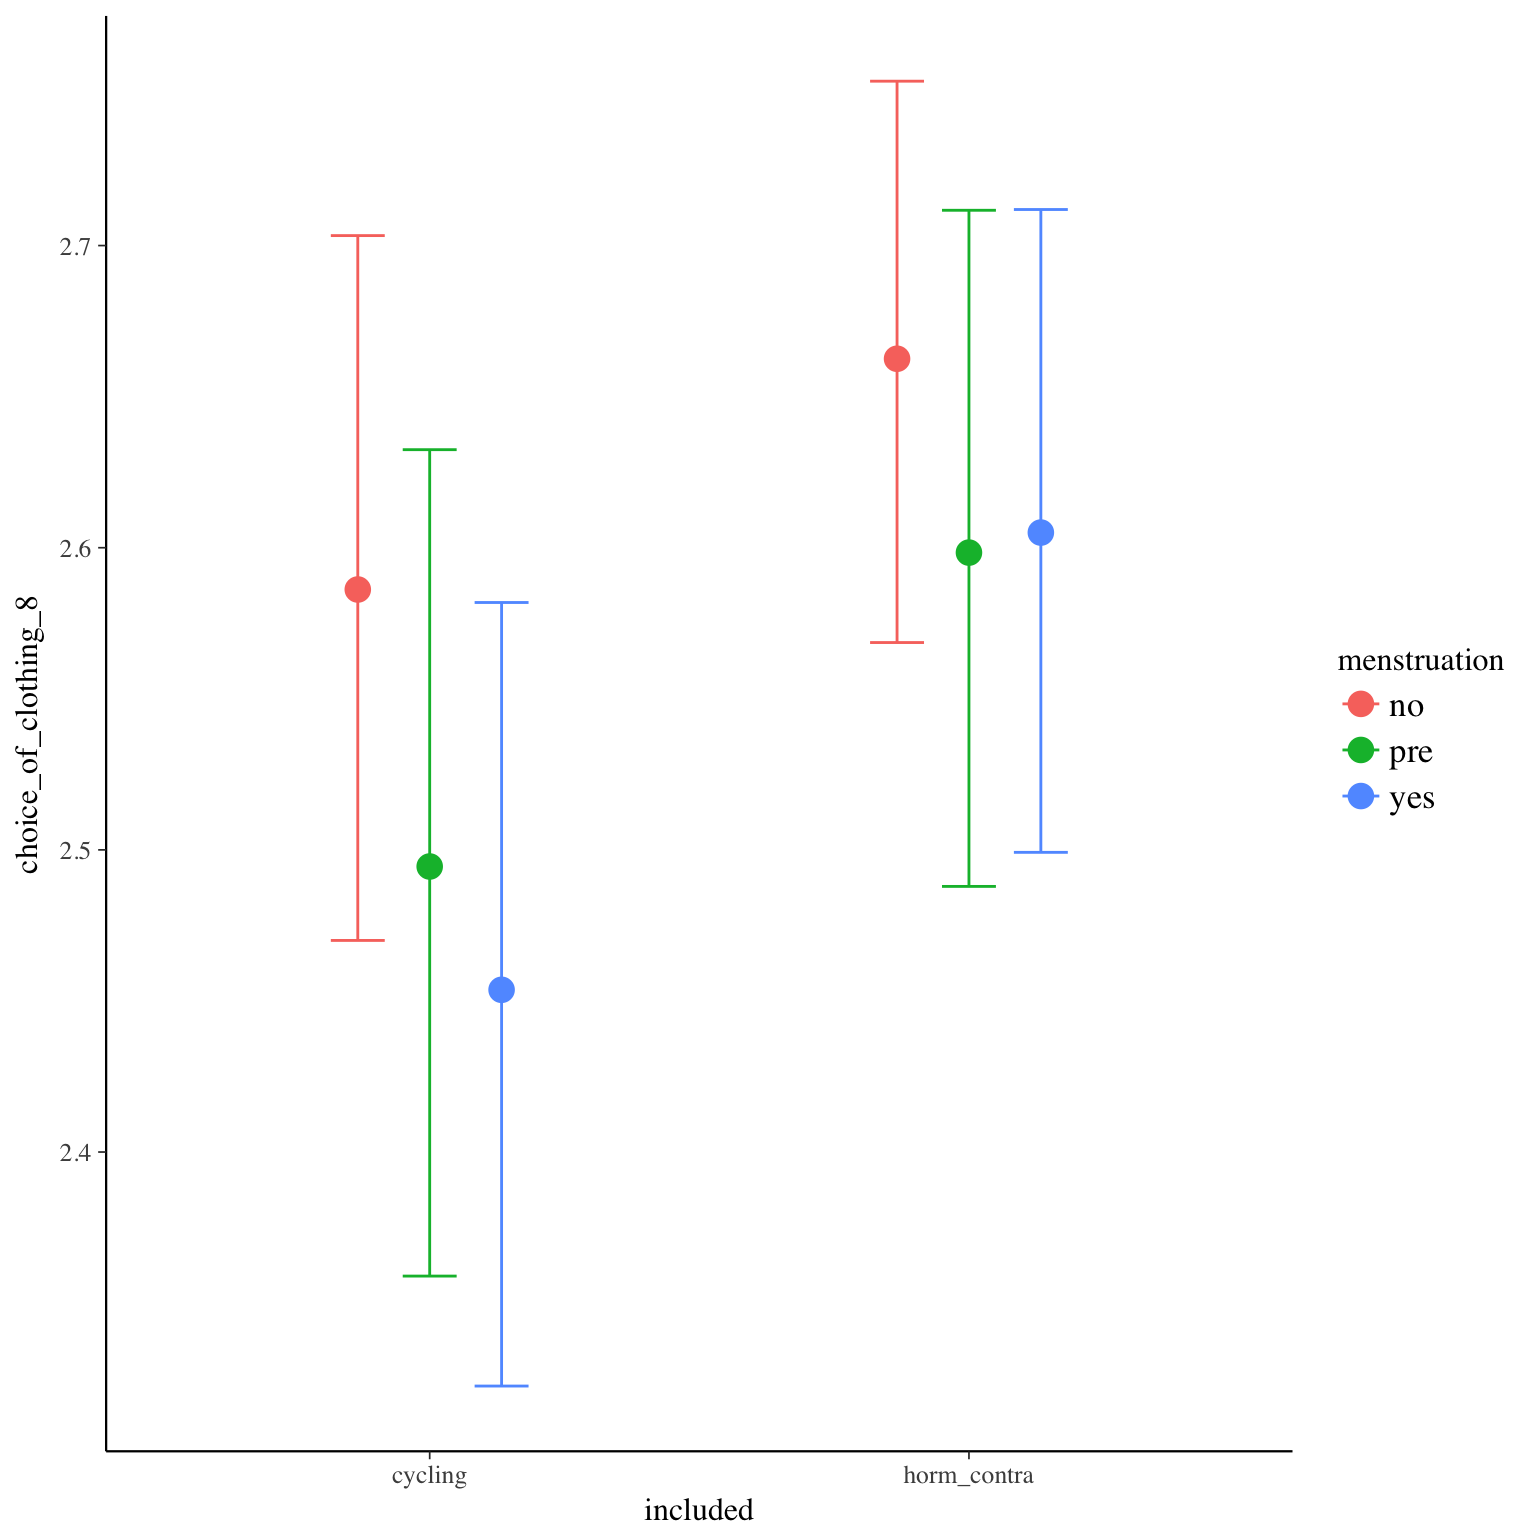 choice_of_clothing_8
2.7
2.6
2.5
2.4
cycling
horm_contra
included
menstruation
no
pre
yes